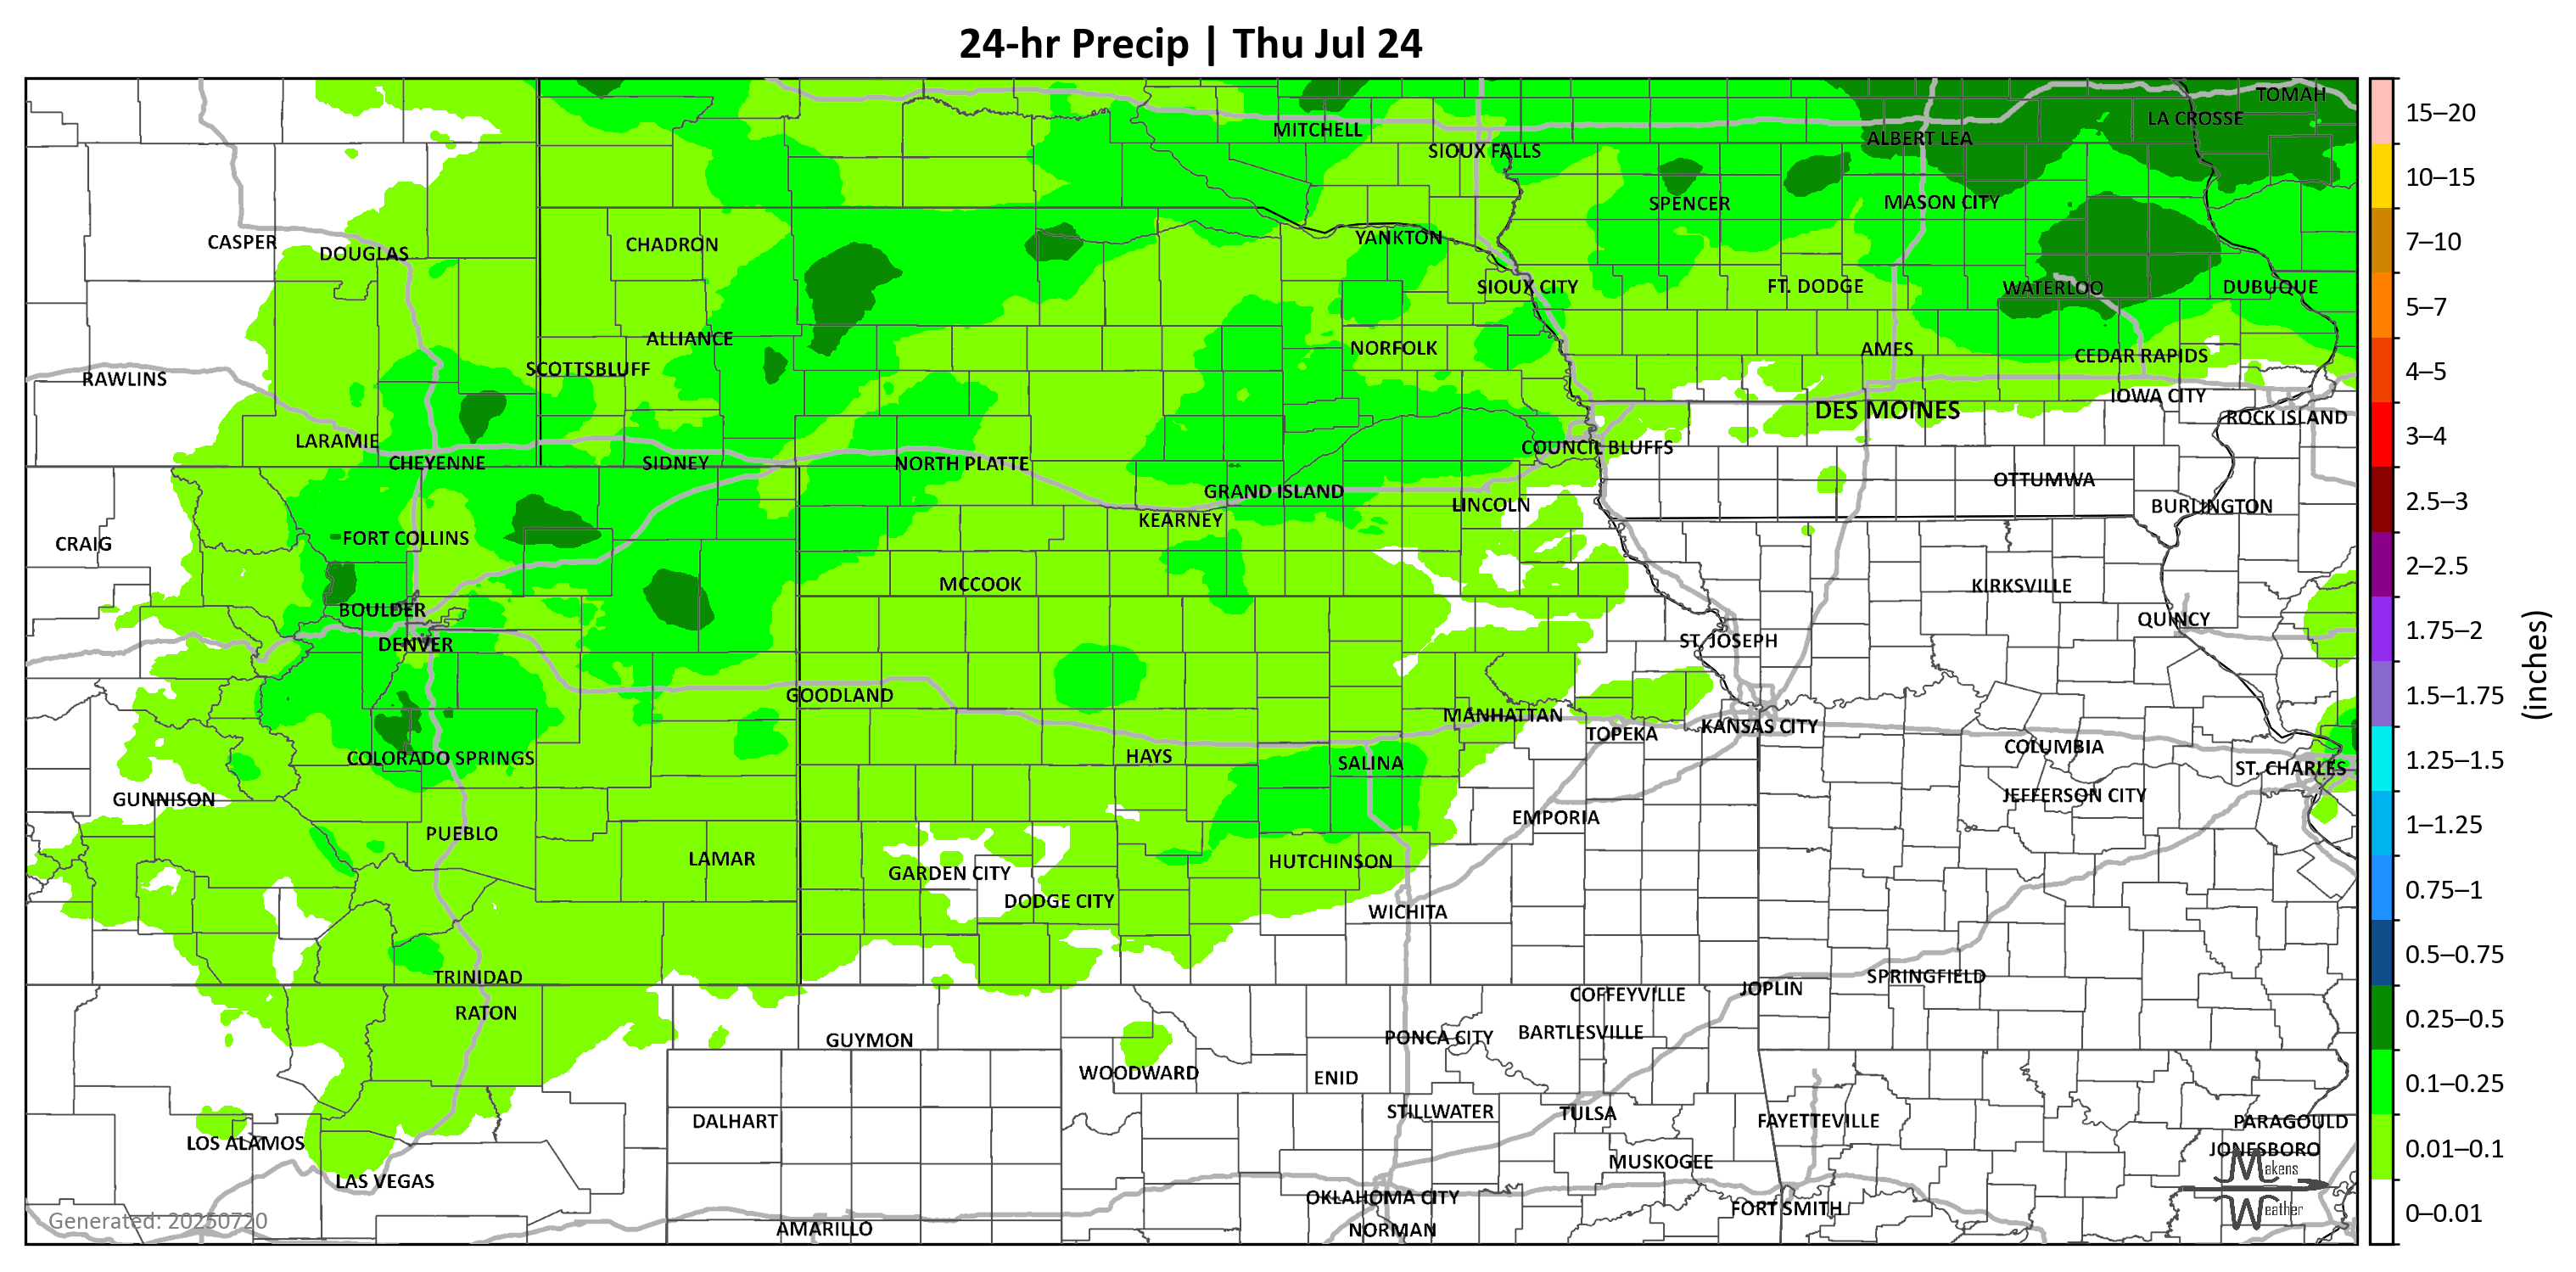 24-hr Precip | Thu Jul 24
TOMAH
LA CROSSE
MITCHELL
ALBERT LEA
SIOUX FALLS
SPENCER
MASON CITY
YANKTON
CASPER
CHADRON
DOUGLAS
SIOUX CITY
FT. DODGE
WATERLOO
DUBUQUE
ALLIANCE
NORFOLK
AMES
CEDAR RAPIDS
SCOTTSBLUFF
RAWLINS
IOWA CITY
DES MOINES
ROCK ISLAND
LARAMIE
COUNCIL BLUFFS
CHEYENNE
SIDNEY
NORTH PLATTE
OTTUMWA
GRAND ISLAND
LINCOLN
BURLINGTON
KEARNEY
FORT COLLINS
CRAIG
MCCOOK
KIRKSVILLE
BOULDER
QUINCY
DENVER
ST. JOSEPH
GOODLAND
MANHATTAN
KANSAS CITY
TOPEKA
COLUMBIA
HAYS
COLORADO SPRINGS
SALINA
ST. CHARLES
GUNNISON
JEFFERSON CITY
EMPORIA
PUEBLO
LAMAR
HUTCHINSON
GARDEN CITY
DODGE CITY
WICHITA
TRINIDAD
SPRINGFIELD
JOPLIN
COFFEYVILLE
RATON
BARTLESVILLE
PONCA CITY
GUYMON
WOODWARD
ENID
STILLWATER
TULSA
DALHART
FAYETTEVILLE
PARAGOULD
LOS ALAMOS
JONESBORO
MUSKOGEE
LAS VEGAS
OKLAHOMA CITY
FORT SMITH
AMARILLO
NORMAN
Generated: 20250720
Makens
Weather
15–20
10–15
7–10
5–7
4–5
3–4
2.5–3
2–2.5
1.75–2
1.5–1.75
1.25–1.5
1–1.25
0.75–1
0.5–0.75
0.25–0.5
0.1–0.25
0.01–0.1
0–0.01
(inches)